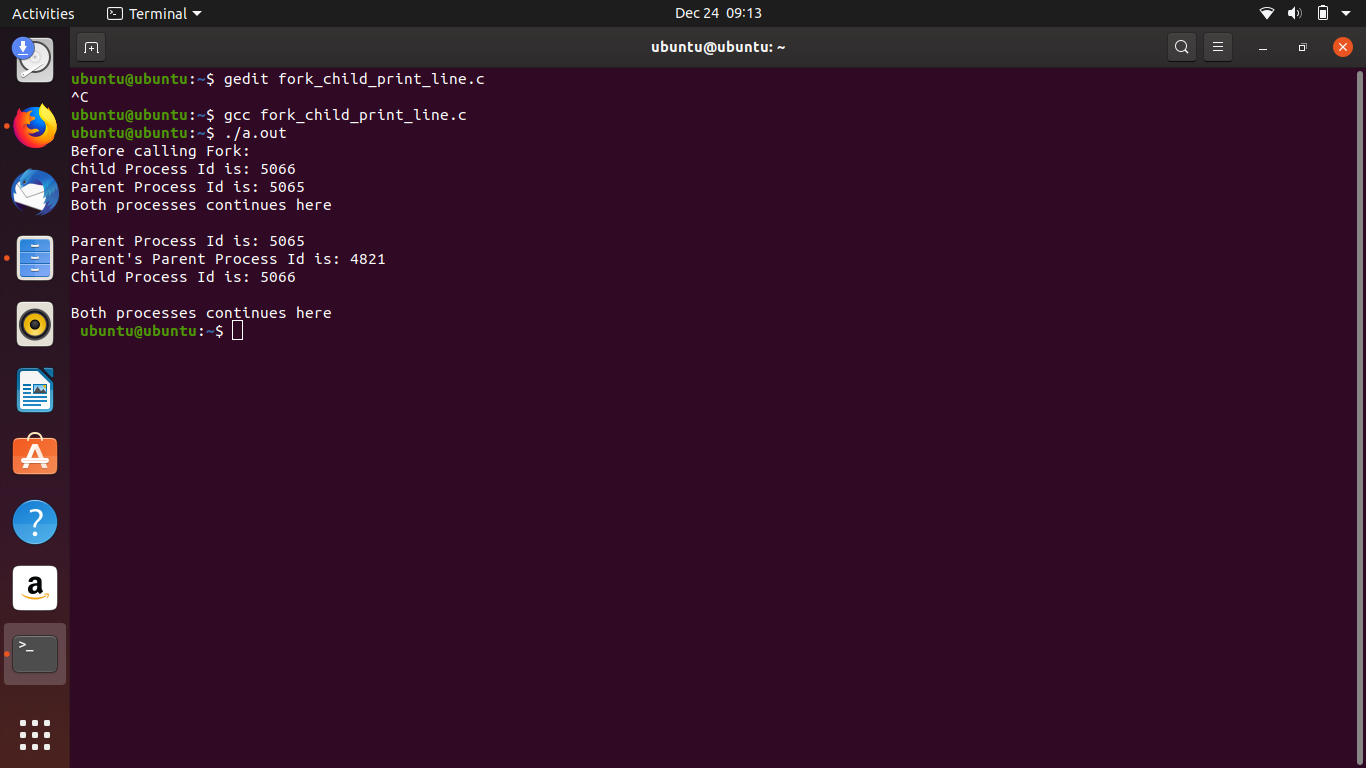 Activities Terminal Dec 24 09:13
ubuntu@ubuntu: ~
ubuntu@ubuntu:~$ gedit fork_child_print_line.c
^C
ubuntu@ubuntu:~$ gcc fork_child_print_line.c
ubuntu@ubuntu:~$ ./a.out
Before calling Fork:
Child Process Id is: 5066
Parent Process Id is: 5065
Both processes continues here
Parent Process Id is: 5065
Parent's Parent Process Id is: 4821
Child Process Id is: 5066
Both processes continues here
ubuntu@ubuntu:~$